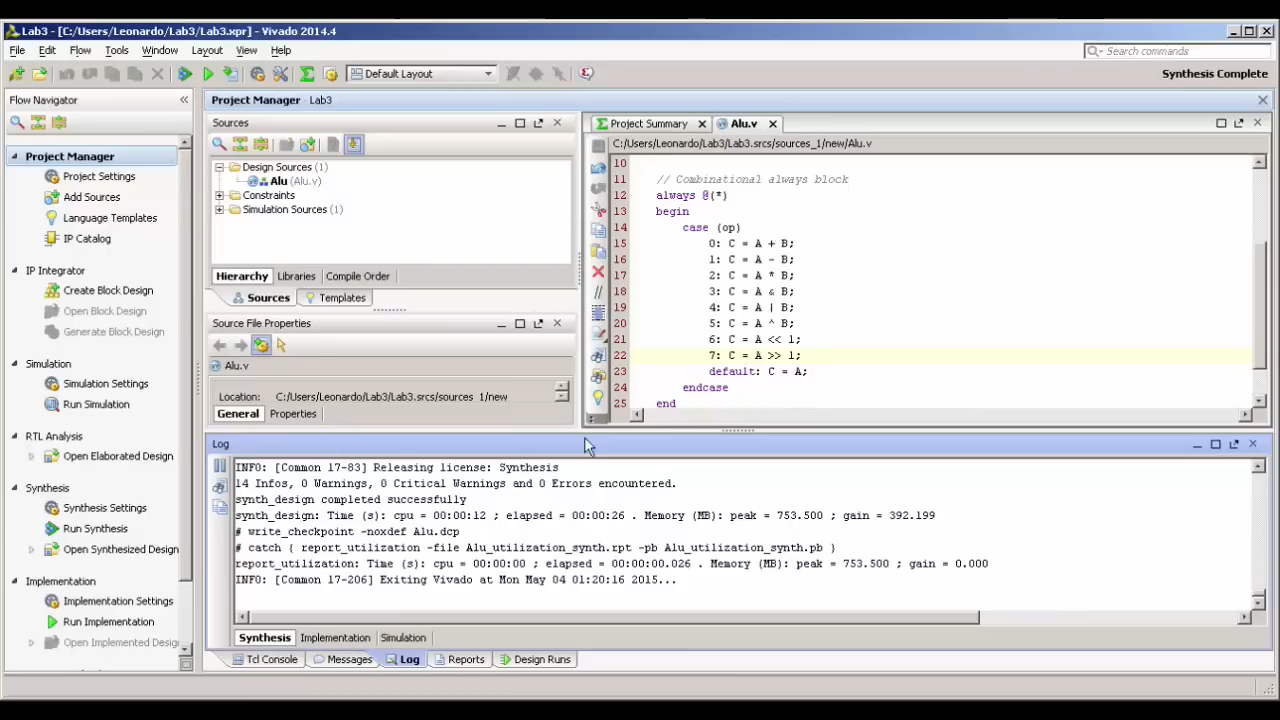 Lab3 - [C:/Users/Leonardo/Lab3/Lab3.xpr] - Vivado 2014.4
File Edit Flow Tools Window Layout View Help
Search commands
Default Layout
Synthesis Complete
Flow Navigator
Project Manager
Project Settings
Add Sources
Language Templates
IP Catalog
IP Integrator
Create Block Design
Open Block Design
Generate Block Design
Simulation
Simulation Settings
Run Simulation
RTL Analysis
Open Elaborated Design
Synthesis
Synthesis Settings
Run Synthesis
Open Synthesized Design
Implementation
Implementation Settings
Run Implementation
Open Implemented Desig
Project Manager - Lab3
Sources
Design Sources (1)
Alu (Alu.v)
Constraints
Simulation Sources (1)
Hierarchy Libraries Compile Order
Sources Templates
Source File Properties
Alu.v
Location: C:/Users/Leonardo/Lab3/Lab3.srcs/sources_1/new
General Properties
Project Summary Alu.v
C:/Users/Leonardo/Lab3/Lab3.srcs/sources_1/new/Alu.v
10
11 // Combinational always block
12 always @(*)
13 begin
14 case (op)
15 0: C = A + B;
16 1: C = A - B;
17 2: C = A * B;
18 3: C = A & B;
19 4: C = A | B;
20 5: C = A ^ B;
21 6: C = A << 1;
22 7: C = A >> 1;
23 default: C = A;
24 endcase
25 end
Log
INFO: [Common 17-83] Releasing license: Synthesis
14 Infos, 0 Warnings, 0 Critical Warnings and 0 Errors encountered.
synth_design completed successfully
synth_design: Time (s): cpu = 00:00:12 ; elapsed = 00:00:26 . Memory (MB): peak = 753.500 ; gain = 392.199
# write_checkpoint -noxdef Alu.dcp
# catch { report_utilization -file Alu_utilization_synth.rpt -pb Alu_utilization_synth.pb }
report_utilization: Time (s): cpu = 00:00:00 ; elapsed = 00:00:00.026 . Memory (MB): peak = 753.500 ; gain = 0.000
INFO: [Common 17-206] Exiting Vivado at Mon May 04 01:20:16 2015...
Synthesis Implementation Simulation
Tcl Console Messages Log Reports Design Runs